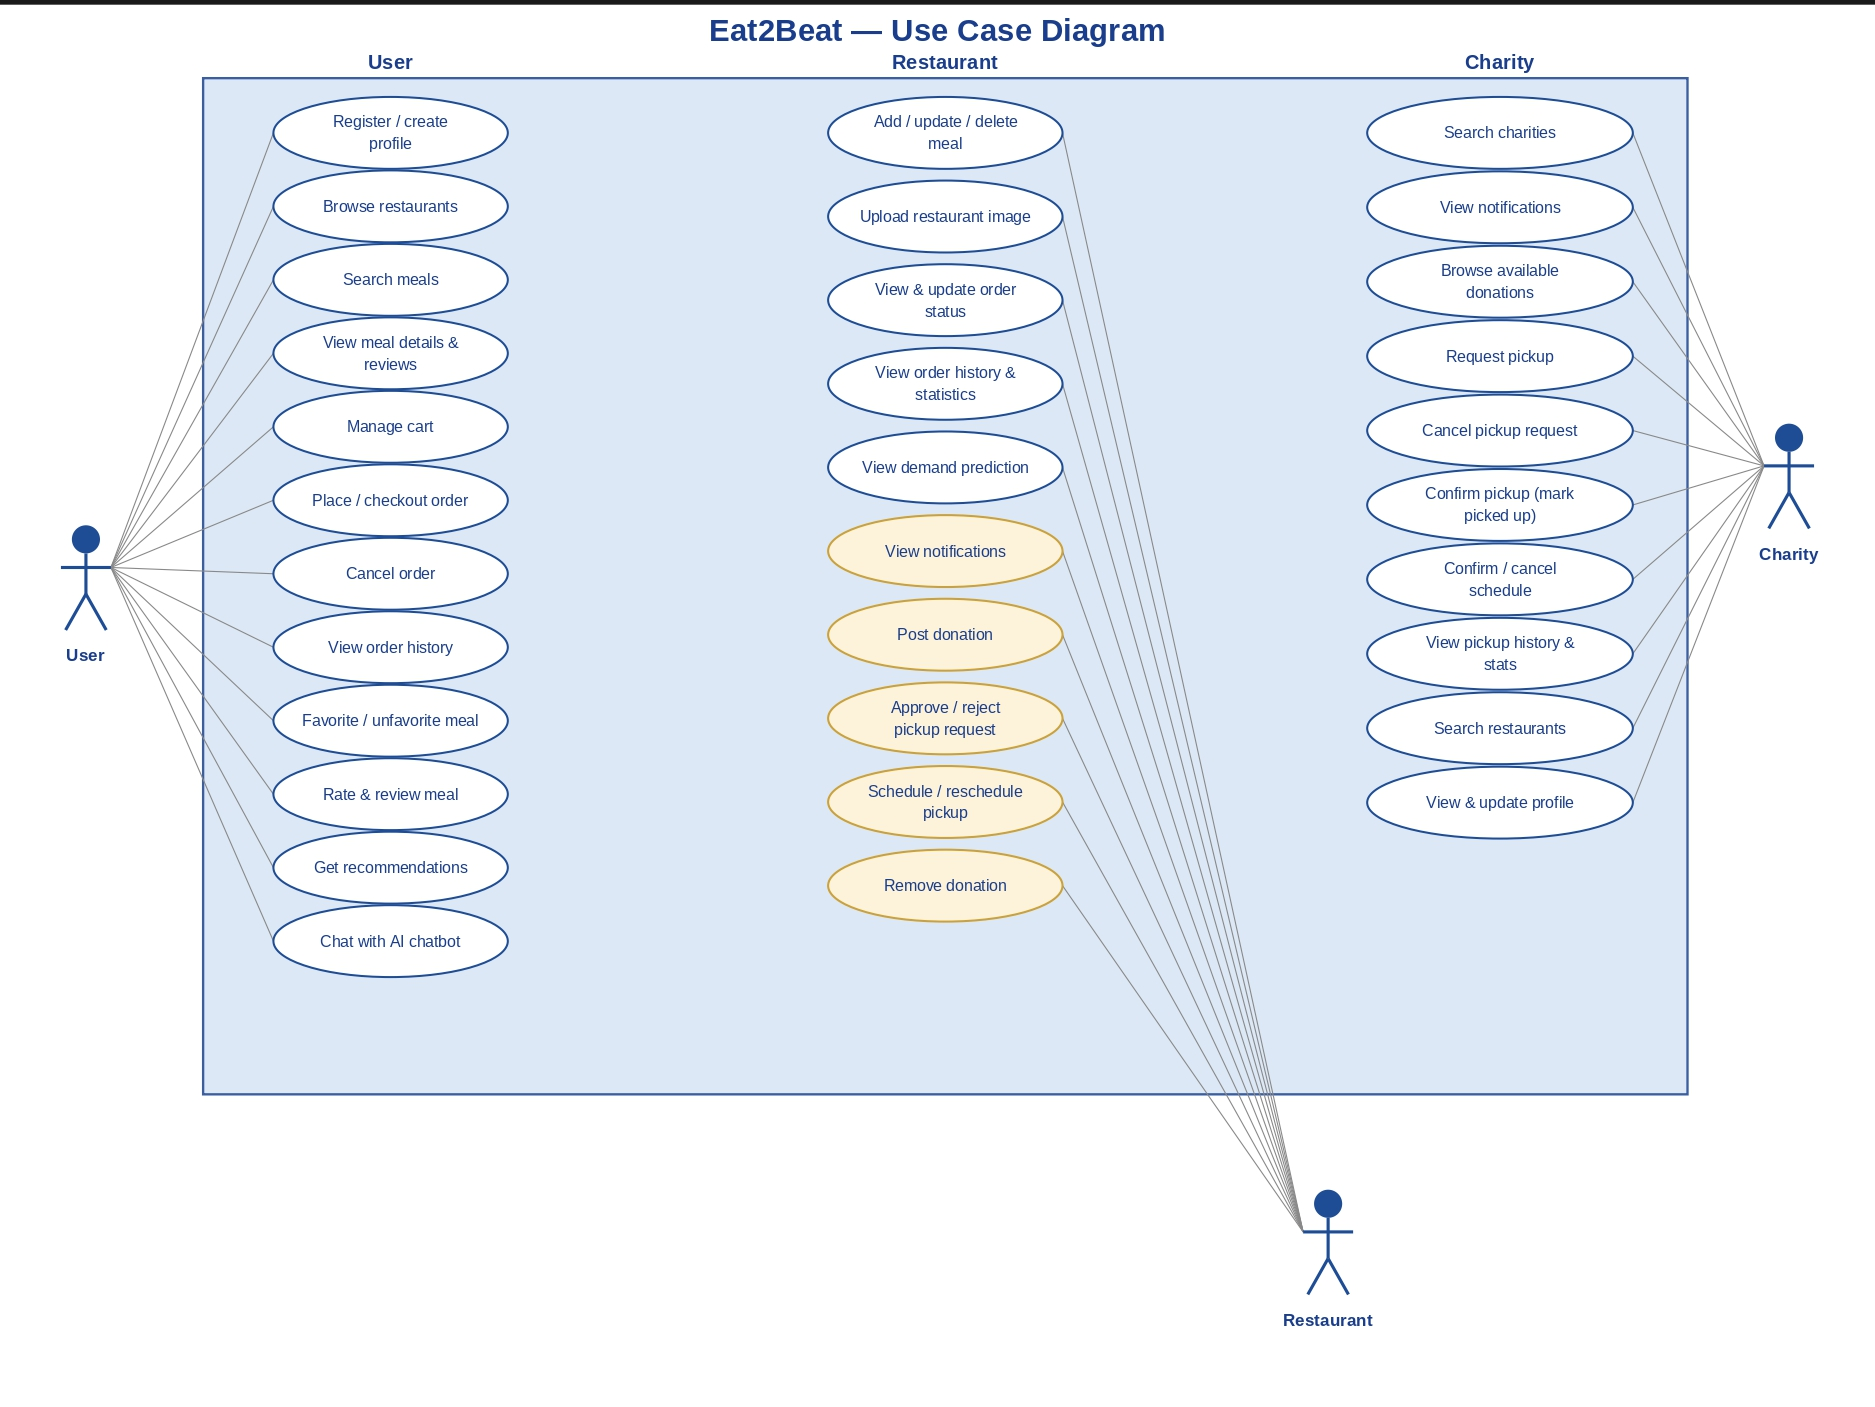 Eat2Beat — Use Case Diagram
User
Restaurant
Charity
Register / create
profile
Browse restaurants
Search meals
View meal details &
reviews
Manage cart
Place / checkout order
Cancel order
View order history
Favorite / unfavorite meal
Rate & review meal
Get recommendations
Chat with AI chatbot
Add / update / delete
meal
Upload restaurant image
View & update order
status
View order history &
statistics
View demand prediction
View notifications
Post donation
Approve / reject
pickup request
Schedule / reschedule
pickup
Remove donation
Search charities
View notifications
Browse available
donations
Request pickup
Cancel pickup request
Confirm pickup (mark
picked up)
Confirm / cancel
schedule
View pickup history &
stats
Search restaurants
View & update profile
User
Charity
Restaurant